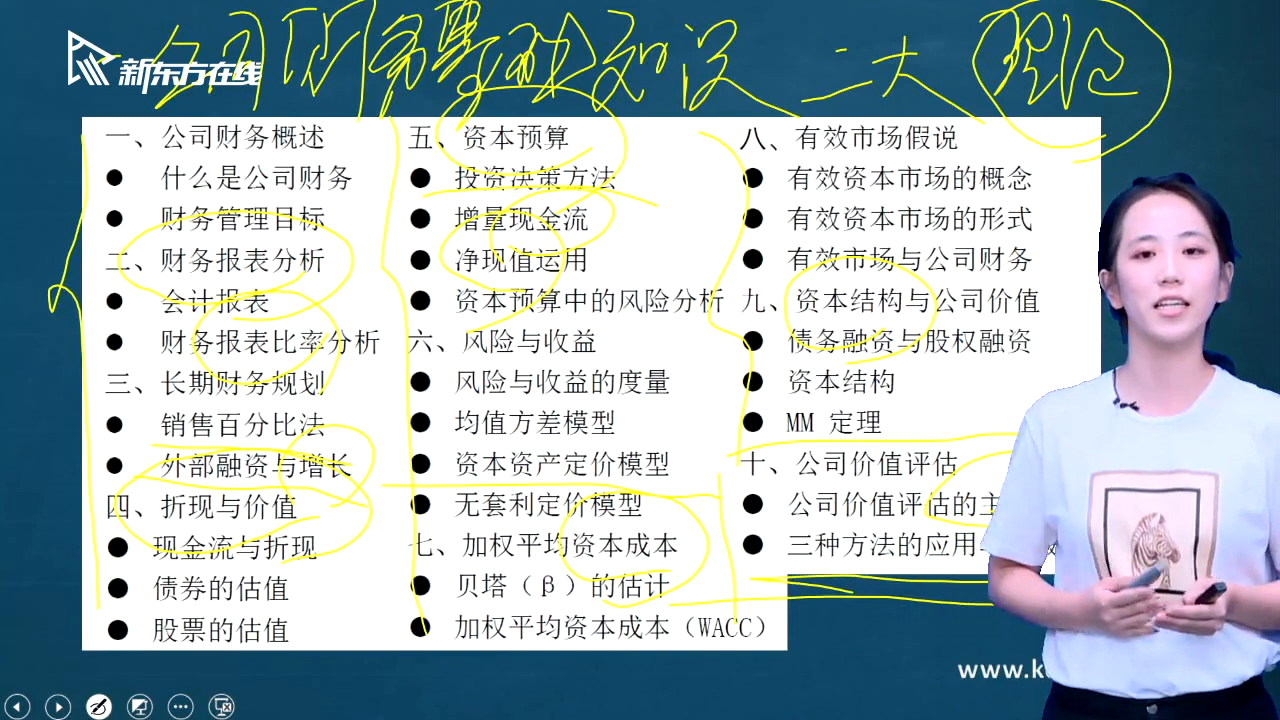 一 公司财务基础知识 二大 理论
新东方在线
一、公司财务概述
● 什么是公司财务
● 财务管理目标
二、财务报表分析
● 会计报表
● 财务报表比率分析
三、长期财务规划
● 销售百分比法
● 外部融资与增长
四、折现与价值
● 现金流与折现
● 债券的估值
● 股票的估值
五、资本预算
● 投资决策方法
● 增量现金流
● 净现值运用
● 资本预算中的风险分析
六、风险与收益
● 风险与收益的度量
● 均值方差模型
● 资本资产定价模型
● 无套利定价模型
七、加权平均资本成本
● 贝塔（β）的估计
● 加权平均资本成本（WACC）
八、有效市场假说
● 有效资本市场的概念
● 有效资本市场的形式
● 有效市场与公司财务
九、资本结构与公司价值
● 债务融资与股权融资
● 资本结构
● MM 定理
十、公司价值评估
● 公司价值评估的主
● 三种方法的应用
www.k